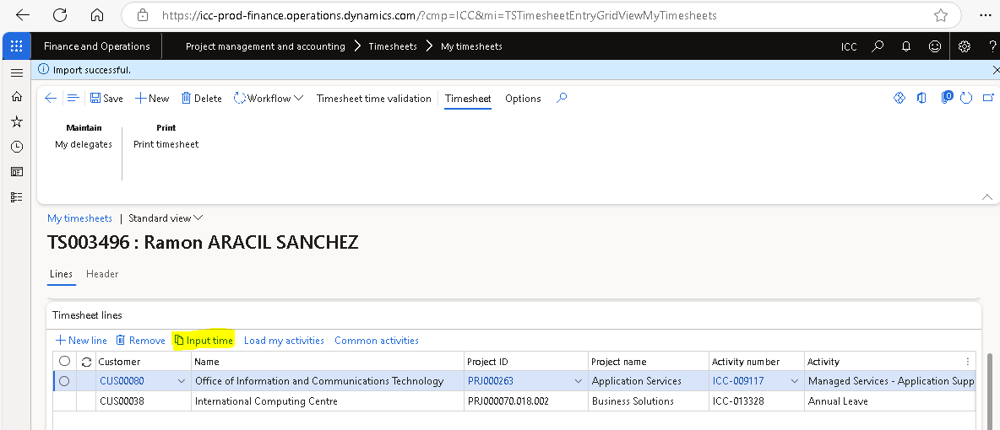 https://icc-prod-finance.operations.dynamics.com/?cmp=ICC&mi=TSTimesheetEntryGridViewMyTimesheets
Finance and Operations Project management and accounting Timesheets My timesheets ICC ?
Import successful.
Save New Delete Workflow Timesheet time validation Timesheet Options 0
Maintain Print
My delegates Print timesheet
My timesheets | Standard view
TS003496 : Ramon ARACIL SANCHEZ
Lines Header
Timesheet lines
New line Remove Input time Load my activities Common activities
Customer Name Project ID Project name Activity number Activity
CUS00080 Office of Information and Communications Technology PRJ000263 Application Services ICC-009117 Managed Services - Application Supp
CUS00038 International Computing Centre PRJ000070.018.002 Business Solutions ICC-013328 Annual Leave